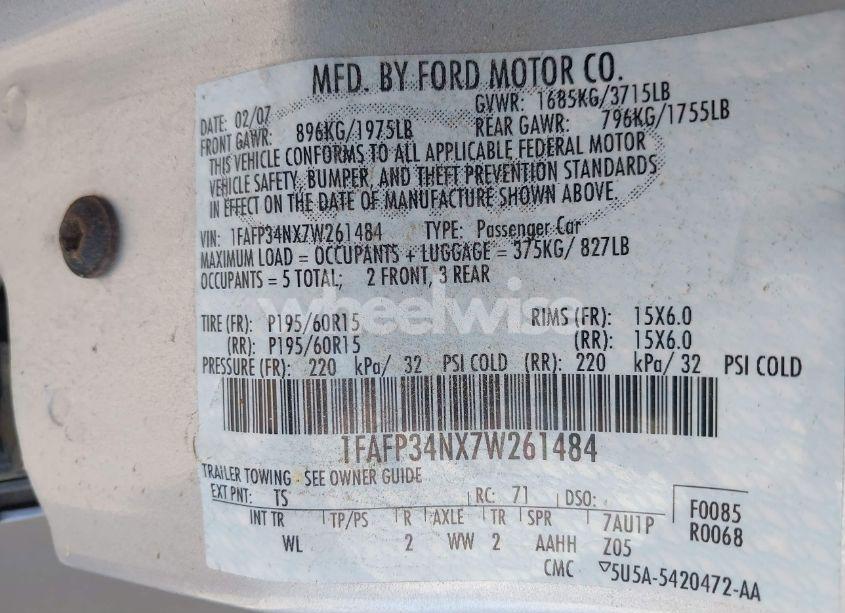 MFD. BY FORD MOTOR CO.
DATE: 02/07 GVWR: 1685KG/3715LB
FRONT GAWR: 896KG/1975LB REAR GAWR: 796KG/1755LB
THIS VEHICLE CONFORMS TO ALL APPLICABLE FEDERAL MOTOR
VEHICLE SAFETY, BUMPER, AND THEFT PREVENTION STANDARDS
IN EFFECT ON THE DATE OF MANUFACTURE SHOWN ABOVE.
VIN: 1FAFP34NX7W261484 TYPE: Passenger Car
MAXIMUM LOAD = OCCUPANTS + LUGGAGE = 375KG/ 827LB
OCCUPANTS = 5 TOTAL; 2 FRONT, 3 REAR
wheelwise
TIRE (FR): P195/60R15 RIMS (FR): 15X6.0
(RR): P195/60R15 (RR): 15X6.0
PRESSURE (FR): 220 kPa/ 32 PSI COLD (RR): 220 kPa/ 32 PSI COLD
1FAFP34NX7W261484
TRAILER TOWING - SEE OWNER GUIDE
EXT PNT: TS RC: 71 DSO: F0085
INT TR TP/PS R AXLE TR SPR 7AU1P R0068
WL 2 WW 2 AAHH Z05
CMC ▽5U5A-5420472-AA